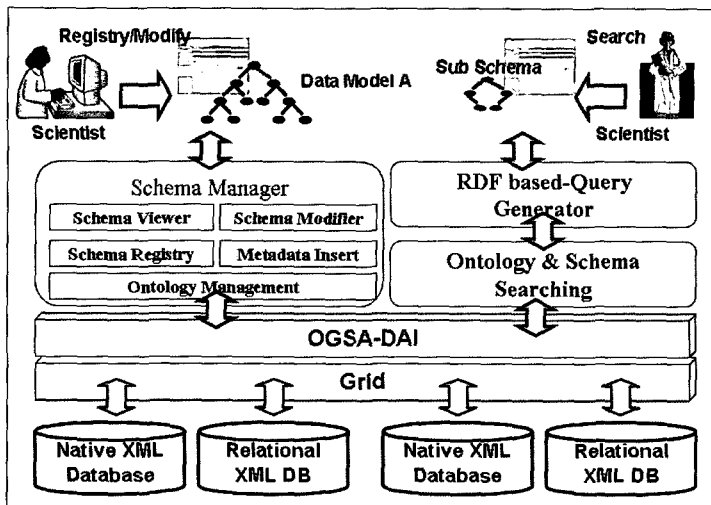 Registry/Modify
Search
Data Model A
Sub Schema
Scientist
Scientist
Schema Manager
Schema Viewer
Schema Modifier
Schema Registry
Metadata Insert
Ontology Management
RDF based-Query
Generator
Ontology & Schema
Searching
OGSA-DAI
Grid
Native XML
Database
Relational
XML DB
Native XML
Database
Relational
XML DB